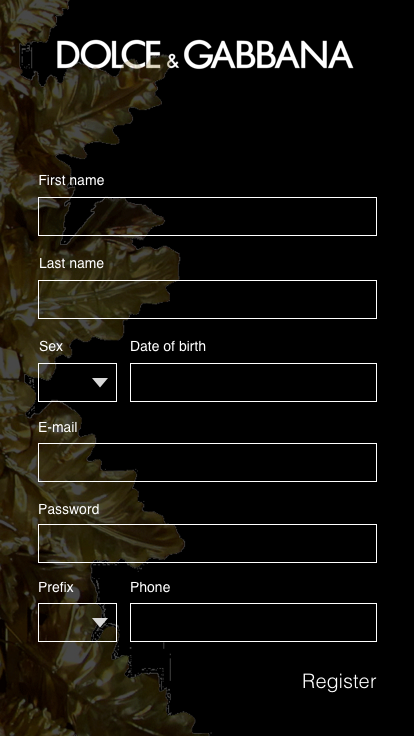 DOLCE & GABBANA
First name
Last name
Sex Date of birth
E-mail
Password
Prefix Phone
Register